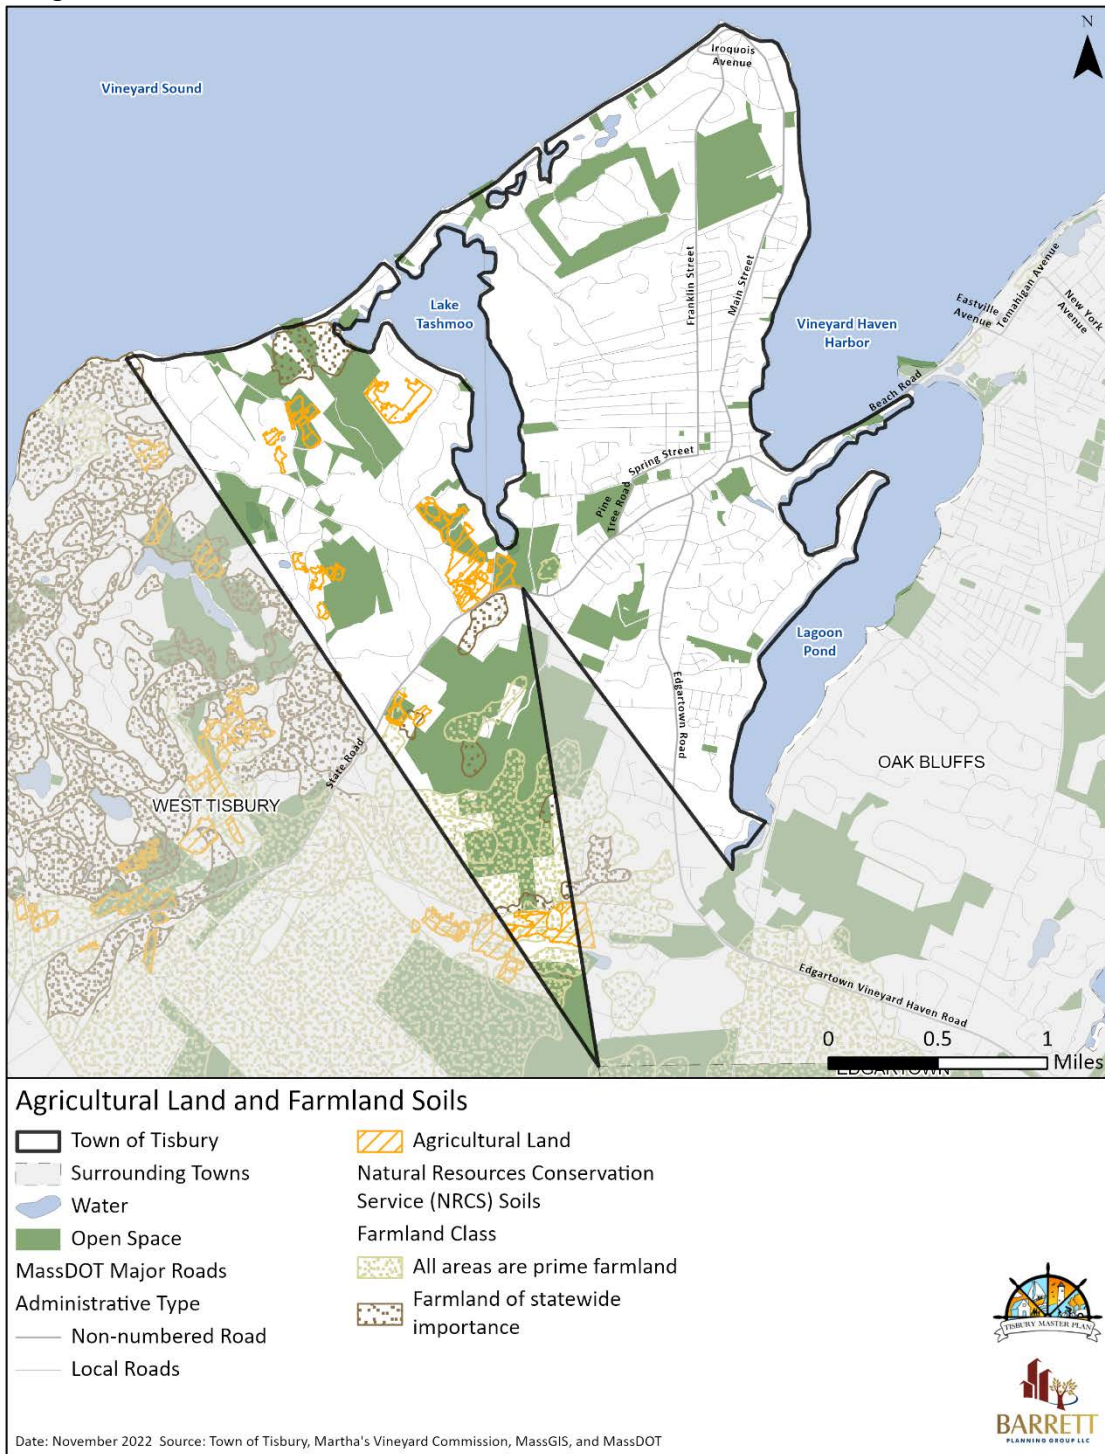 N
Iroquois
Avenue
Vineyard Sound
Franklin Street
Main Street
Lake
Tashmoo
Vineyard Haven
Harbor
Eastville
Avenue
Temahigan Avenue
New York
Avenue
Beach Road
Spring Street
Pine
Tree Road
Lagoon
Pond
Edgartown Road
State Road
WEST TISBURY
OAK BLUFFS
Edgartown Vineyard Haven Road
0 0.5 1
Miles
EDGARTOWN
Agricultural Land and Farmland Soils
Town of Tisbury
Surrounding Towns
Water
Open Space
MassDOT Major Roads
Administrative Type
Non-numbered Road
Local Roads
Agricultural Land
Natural Resources Conservation
Service (NRCS) Soils
Farmland Class
All areas are prime farmland
Farmland of statewide
importance
TISBURY MASTER PLAN
BARRETT
PLANNING GROUP LLC
Date: November 2022 Source: Town of Tisbury, Martha's Vineyard Commission, MassGIS, and MassDOT